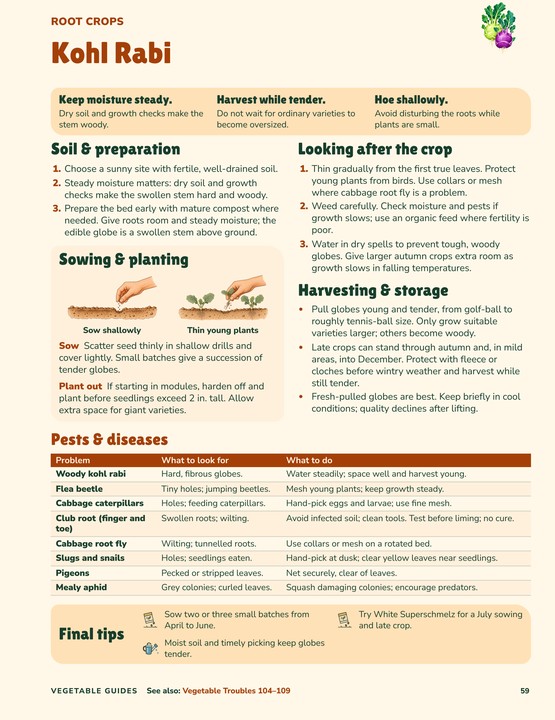 ROOT CROPS
Kohl Rabi
Keep moisture steady.
Dry soil and growth checks make the
stem woody.
Harvest while tender.
Do not wait for ordinary varieties to
become oversized.
Hoe shallowly.
Avoid disturbing the roots while
plants are small.
Soil & preparation
1. Choose a sunny site with fertile, well-drained soil.
2. Steady moisture matters: dry soil and growth
checks make the swollen stem hard and woody.
3. Prepare the bed early with mature compost where
needed. Give roots room and steady moisture; the
edible globe is a swollen stem above ground.
Sowing & planting
Sow shallowly
Thin young plants
Sow Scatter seed thinly in shallow drills and
cover lightly. Small batches give a succession of
tender globes.
Plant out If starting in modules, harden off and
plant before seedlings exceed 2 in. tall. Allow
extra space for giant varieties.
Looking after the crop
1. Thin gradually from the first true leaves. Protect
young plants from birds. Use collars or mesh
where cabbage root fly is a problem.
2. Weed carefully. Check moisture and pests if
growth slows; use an organic feed where fertility is
poor.
3. Water in dry spells to prevent tough, woody
globes. Give larger autumn crops extra room as
growth slows in falling temperatures.
Harvesting & storage
• Pull globes young and tender, from golf-ball to
roughly tennis-ball size. Only grow suitable
varieties larger; others become woody.
• Late crops can stand through autumn and, in mild
areas, into December. Protect with fleece or
cloches before wintry weather and harvest while
still tender.
• Fresh-pulled globes are best. Keep briefly in cool
conditions; quality declines after lifting.
Pests & diseases
Problem What to look for What to do
Woody kohl rabi Hard, fibrous globes. Water steadily; space well and harvest young.
Flea beetle Tiny holes; jumping beetles. Mesh young plants; keep growth steady.
Cabbage caterpillars Holes; feeding caterpillars. Hand-pick eggs and larvae; use fine mesh.
Club root (finger and Swollen roots; wilting. Avoid infected soil; clean tools. Test before liming; no cure.
toe)
Cabbage root fly Wilting; tunnelled roots. Use collars or mesh on a rotated bed.
Slugs and snails Holes; seedlings eaten. Hand-pick at dusk; clear yellow leaves near seedlings.
Pigeons Pecked or stripped leaves. Net securely, clear of leaves.
Mealy aphid Grey colonies; curled leaves. Squash damaging colonies; encourage predators.
Final tips
Sow two or three small batches from
April to June.
Try White Superschmelz for a July sowing
and late crop.
Moist soil and timely picking keep globes
tender.
VEGETABLE GUIDES See also: Vegetable Troubles 104–109 59